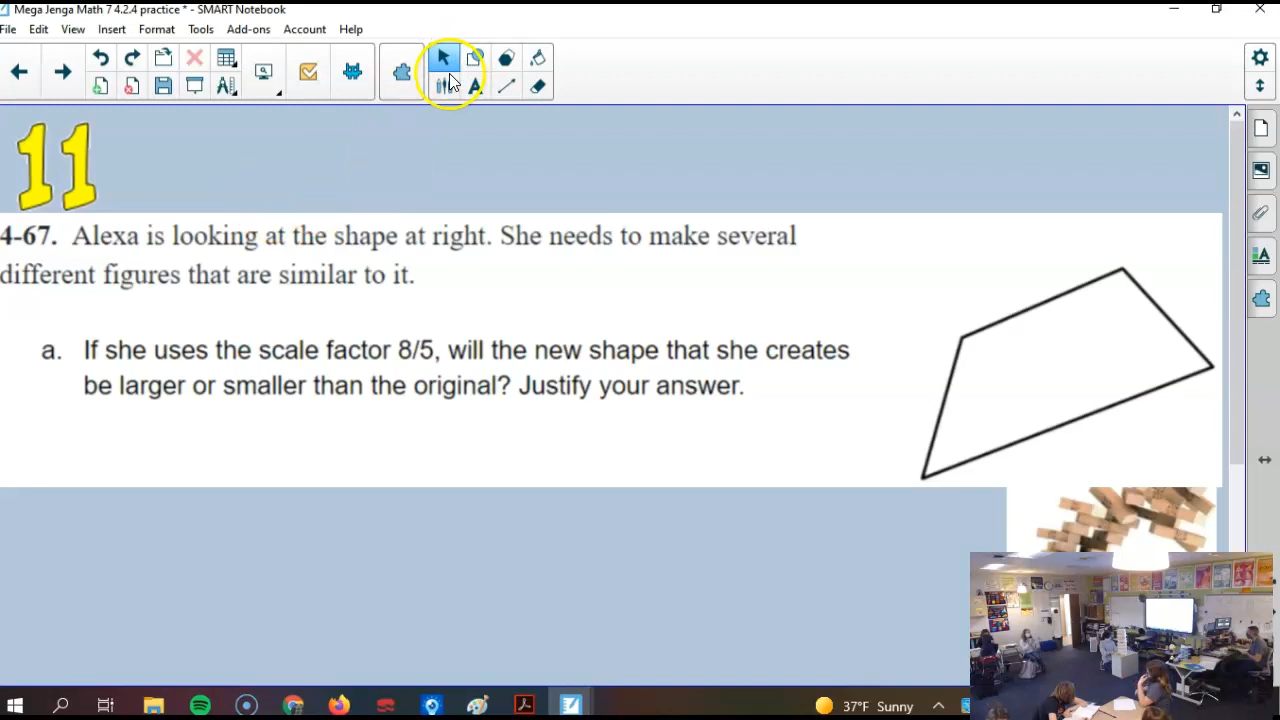 Mega Jenga Math 7 4.2.4 practice * - SMART Notebook
File Edit View Insert Format Tools Add-ons Account Help
11
4-67. Alexa is looking at the shape at right. She needs to make several
different figures that are similar to it.
a. If she uses the scale factor 8/5, will the new shape that she creates
be larger or smaller than the original? Justify your answer.
37°F Sunny